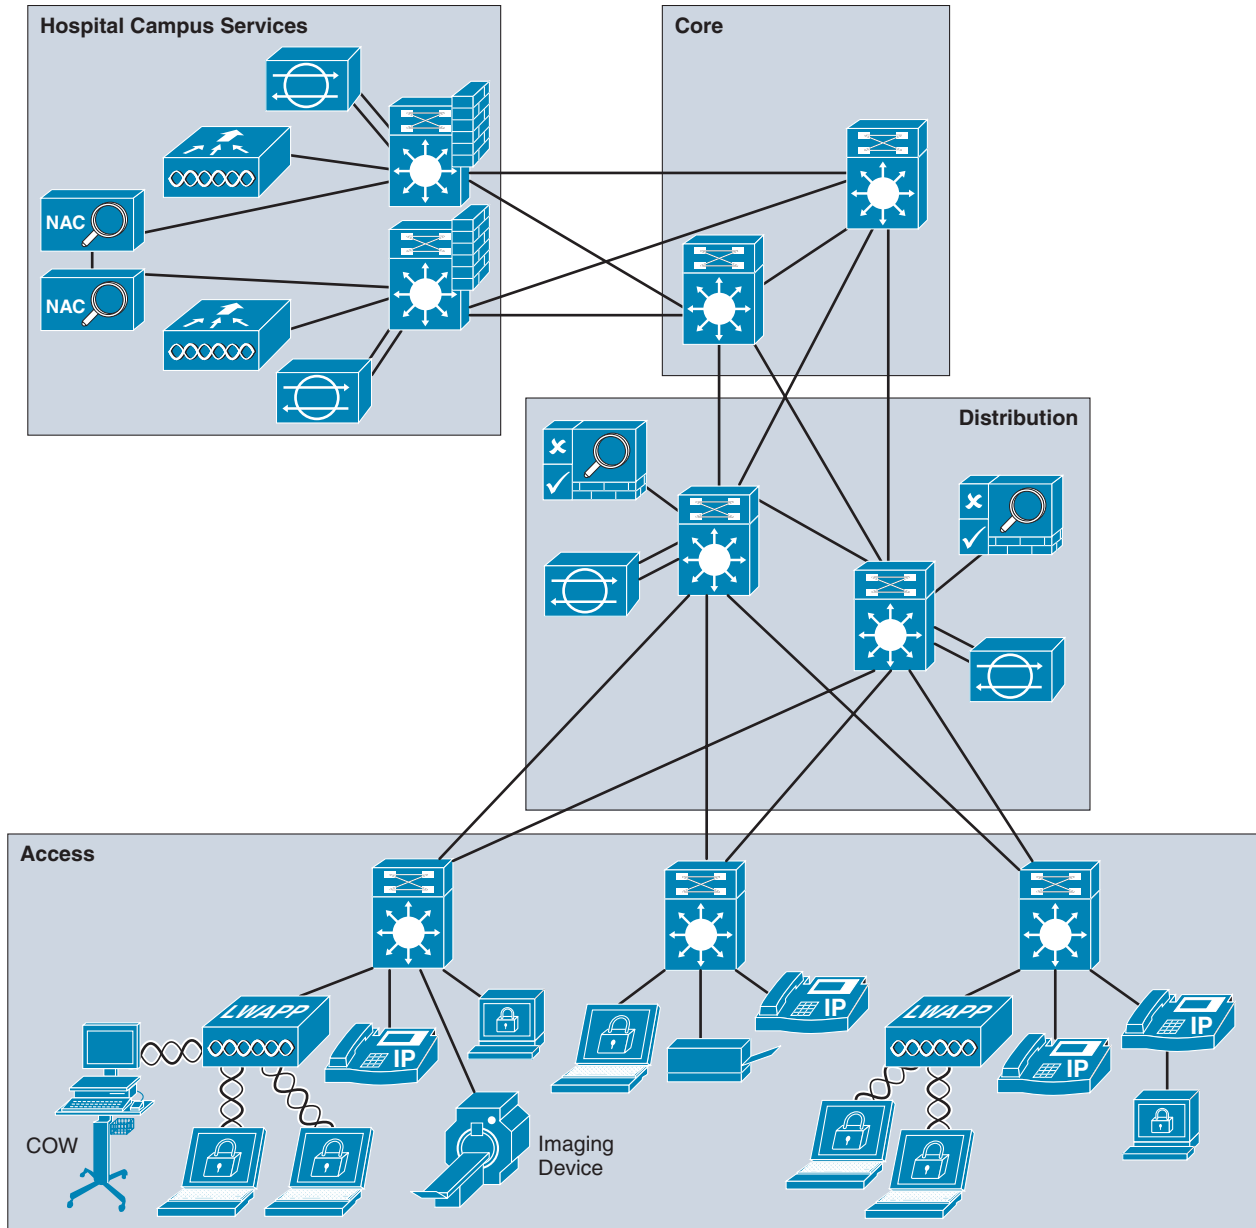 Hospital Campus Services
Core
NAC
NAC
Distribution
Access
LWAPP
IP
IP
LWAPP
IP
IP
COW
Imaging
Device